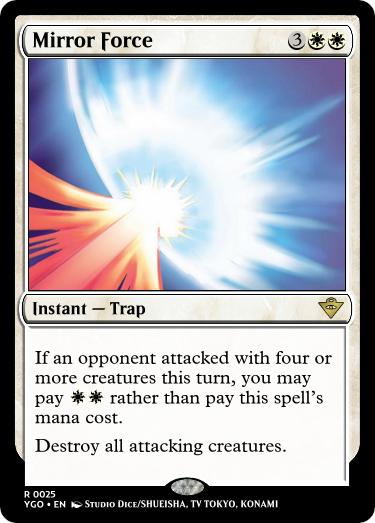 Mirror Force 3
Instant — Trap
If an opponent attacked with four or
more creatures this turn, you may
pay rather than pay this spell's
mana cost.
Destroy all attacking creatures.
R 0025
YGO • EN Studio Dice/SHUEISHA, TV TOKYO, KONAMI